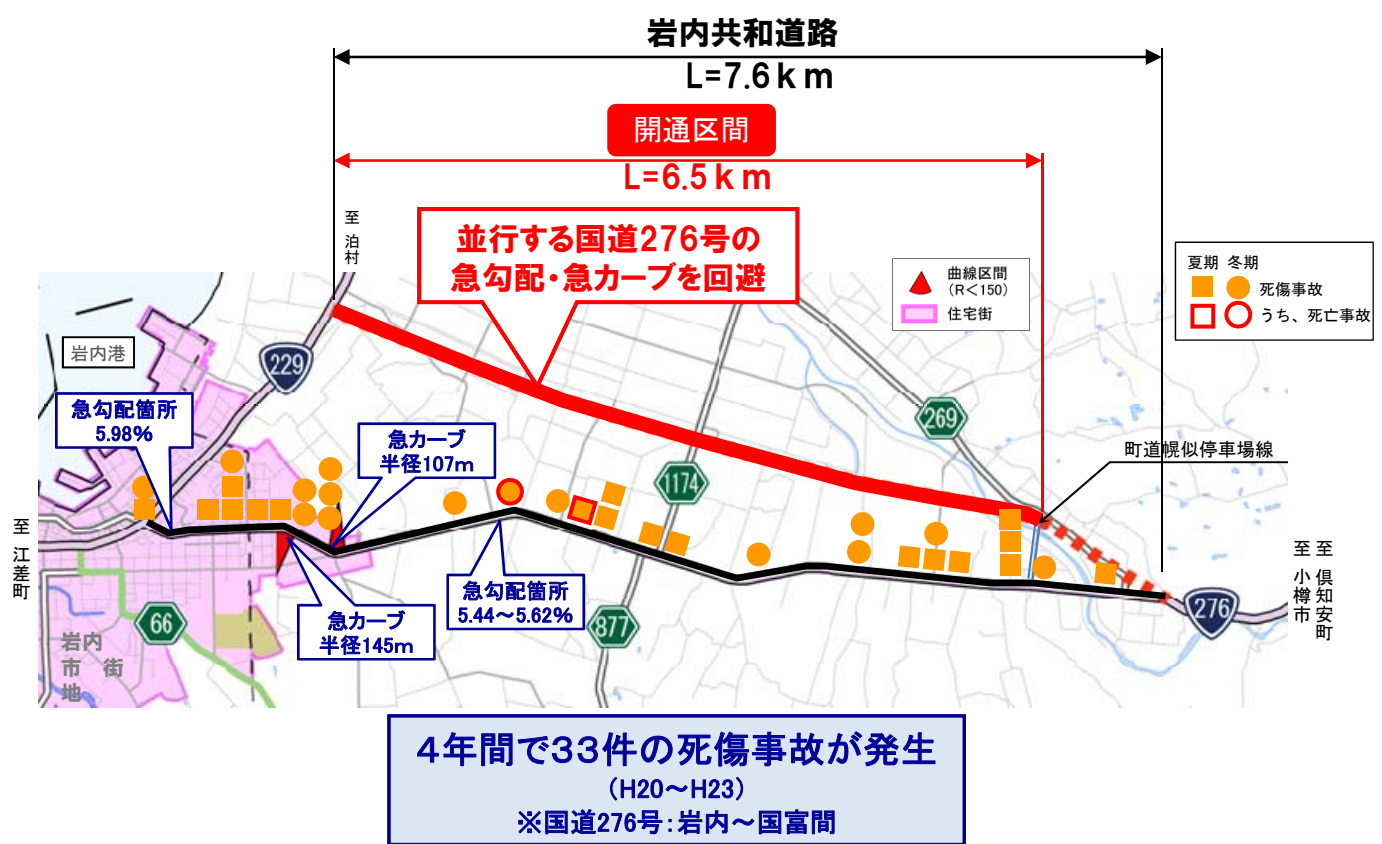 岩内共和道路
L=7.6km
開通区間
L=6.5km
並行する国道276号の
急勾配・急カーブを回避
至 泊村
曲線区間
(R<150)
住宅街
夏期 冬期
死傷事故
うち、死亡事故
岩内港
229
急勾配箇所
5.98%
急カーブ
半径107m
269
町道幌似停車場線
1174
至 江差町
急勾配箇所
5.44～5.62%
急カーブ
半径145m
66
877
276
至 小樽市
至 倶知安町
岩内
市街
地
4年間で33件の死傷事故が発生
(H20～H23)
※国道276号:岩内～国富間